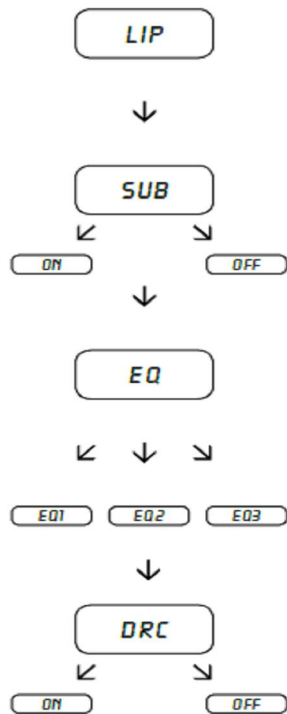 LIP
SUB
ON OFF
EQ
EQ1 EQ2 EQ3
DRC
ON OFF